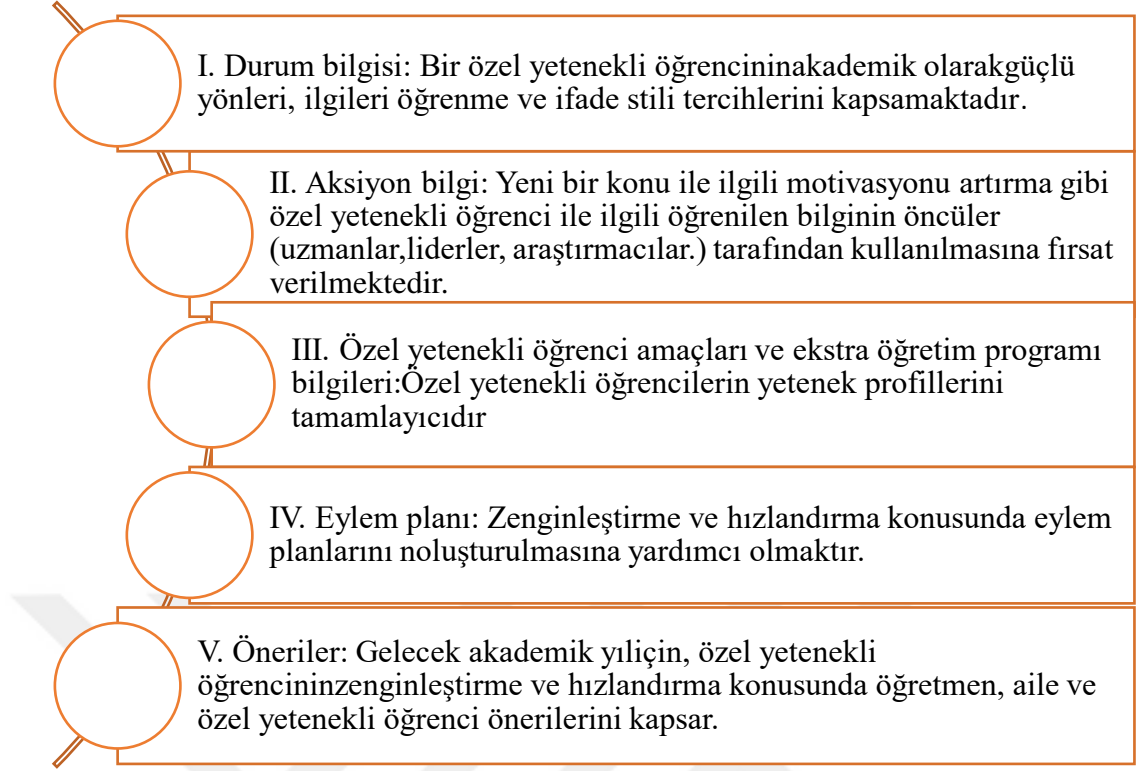 I. Durum bilgisi: Bir özel yetenekli öğrencininakademik olarakgüçlü
yönleri, ilgileri öğrenme ve ifade stili tercihlerini kapsamaktadır.
II. Aksiyon bilgi: Yeni bir konu ile ilgili motivasyonu artırma gibi
özel yetenekli öğrenci ile ilgili öğrenilen bilginin öncüler
(uzmanlar,liderler, araştırmacılar.) tarafından kullanılmasına fırsat
verilmektedir.
III. Özel yetenekli öğrenci amaçları ve ekstra öğretim programı
bilgileri:Özel yetenekli öğrencilerin yetenek profillerini
tamamlayıcıdır
IV. Eylem planı: Zenginleştirme ve hızlandırma konusunda eylem
planlarını noluşturulmasına yardımcı olmaktır.
V. Öneriler: Gelecek akademik yıliçin, özel yetenekli
öğrencininzenginleştirme ve hızlandırma konusunda öğretmen, aile ve
özel yetenekli öğrenci önerilerini kapsar.